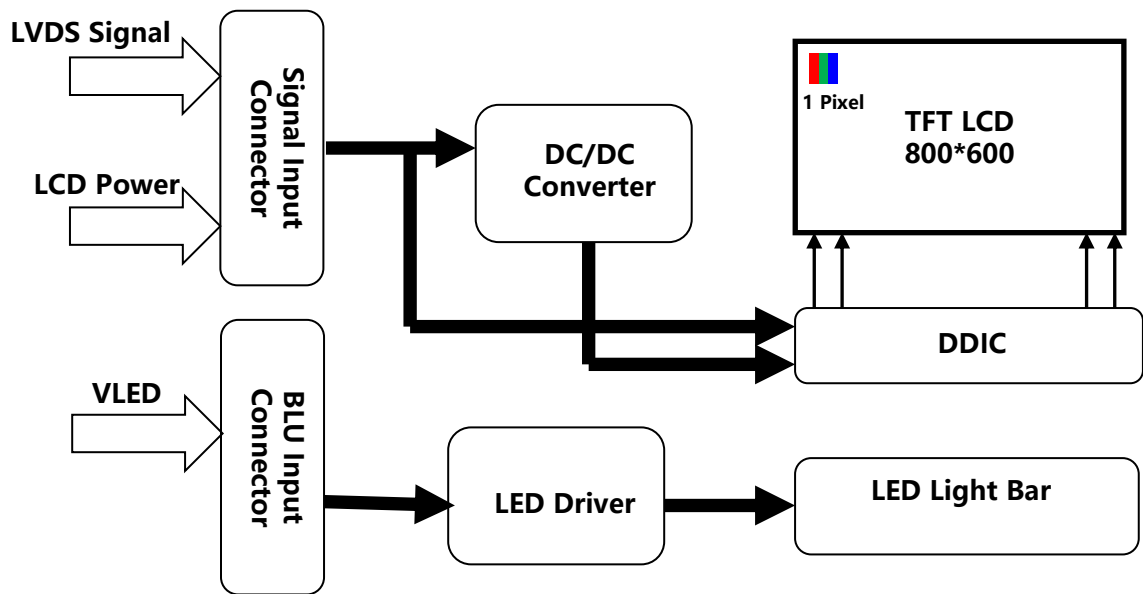 LVDS Signal
LCD Power
Signal Input
Connector
DC/DC
Converter
1 Pixel
TFT LCD
800*600
DDIC
VLED
BLU Input
Connector
LED Driver
LED Light Bar